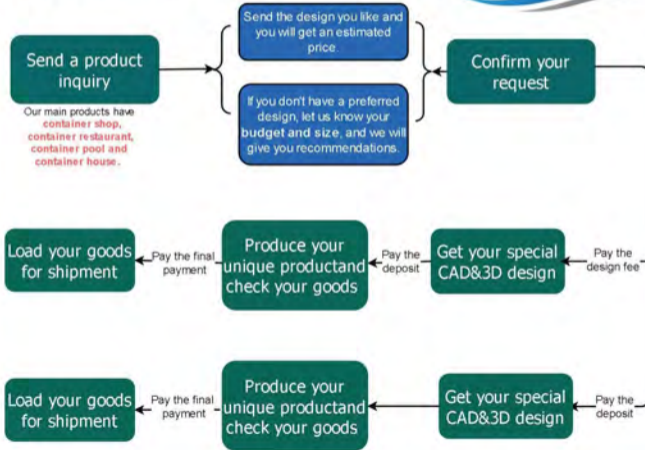 Send a product
inquiry
Our main products have
container shop,
container restaurant,
container pool and
container house.
Send the design you like and
you will get an estimated
price.
If you don't have a preferred
design, let us know your
budget and size, and we will
give you recommendations.
Confirm your
request
Load your goods
for shipment
Pay the final
payment
Produce your
unique productand
check your goods
Pay the
deposit
Get your special
CAD&3D design
Pay the
design fee
Load your goods
for shipment
Pay the final
payment
Produce your
unique productand
check your goods
Get your special
CAD&3D design
Pay the
deposit